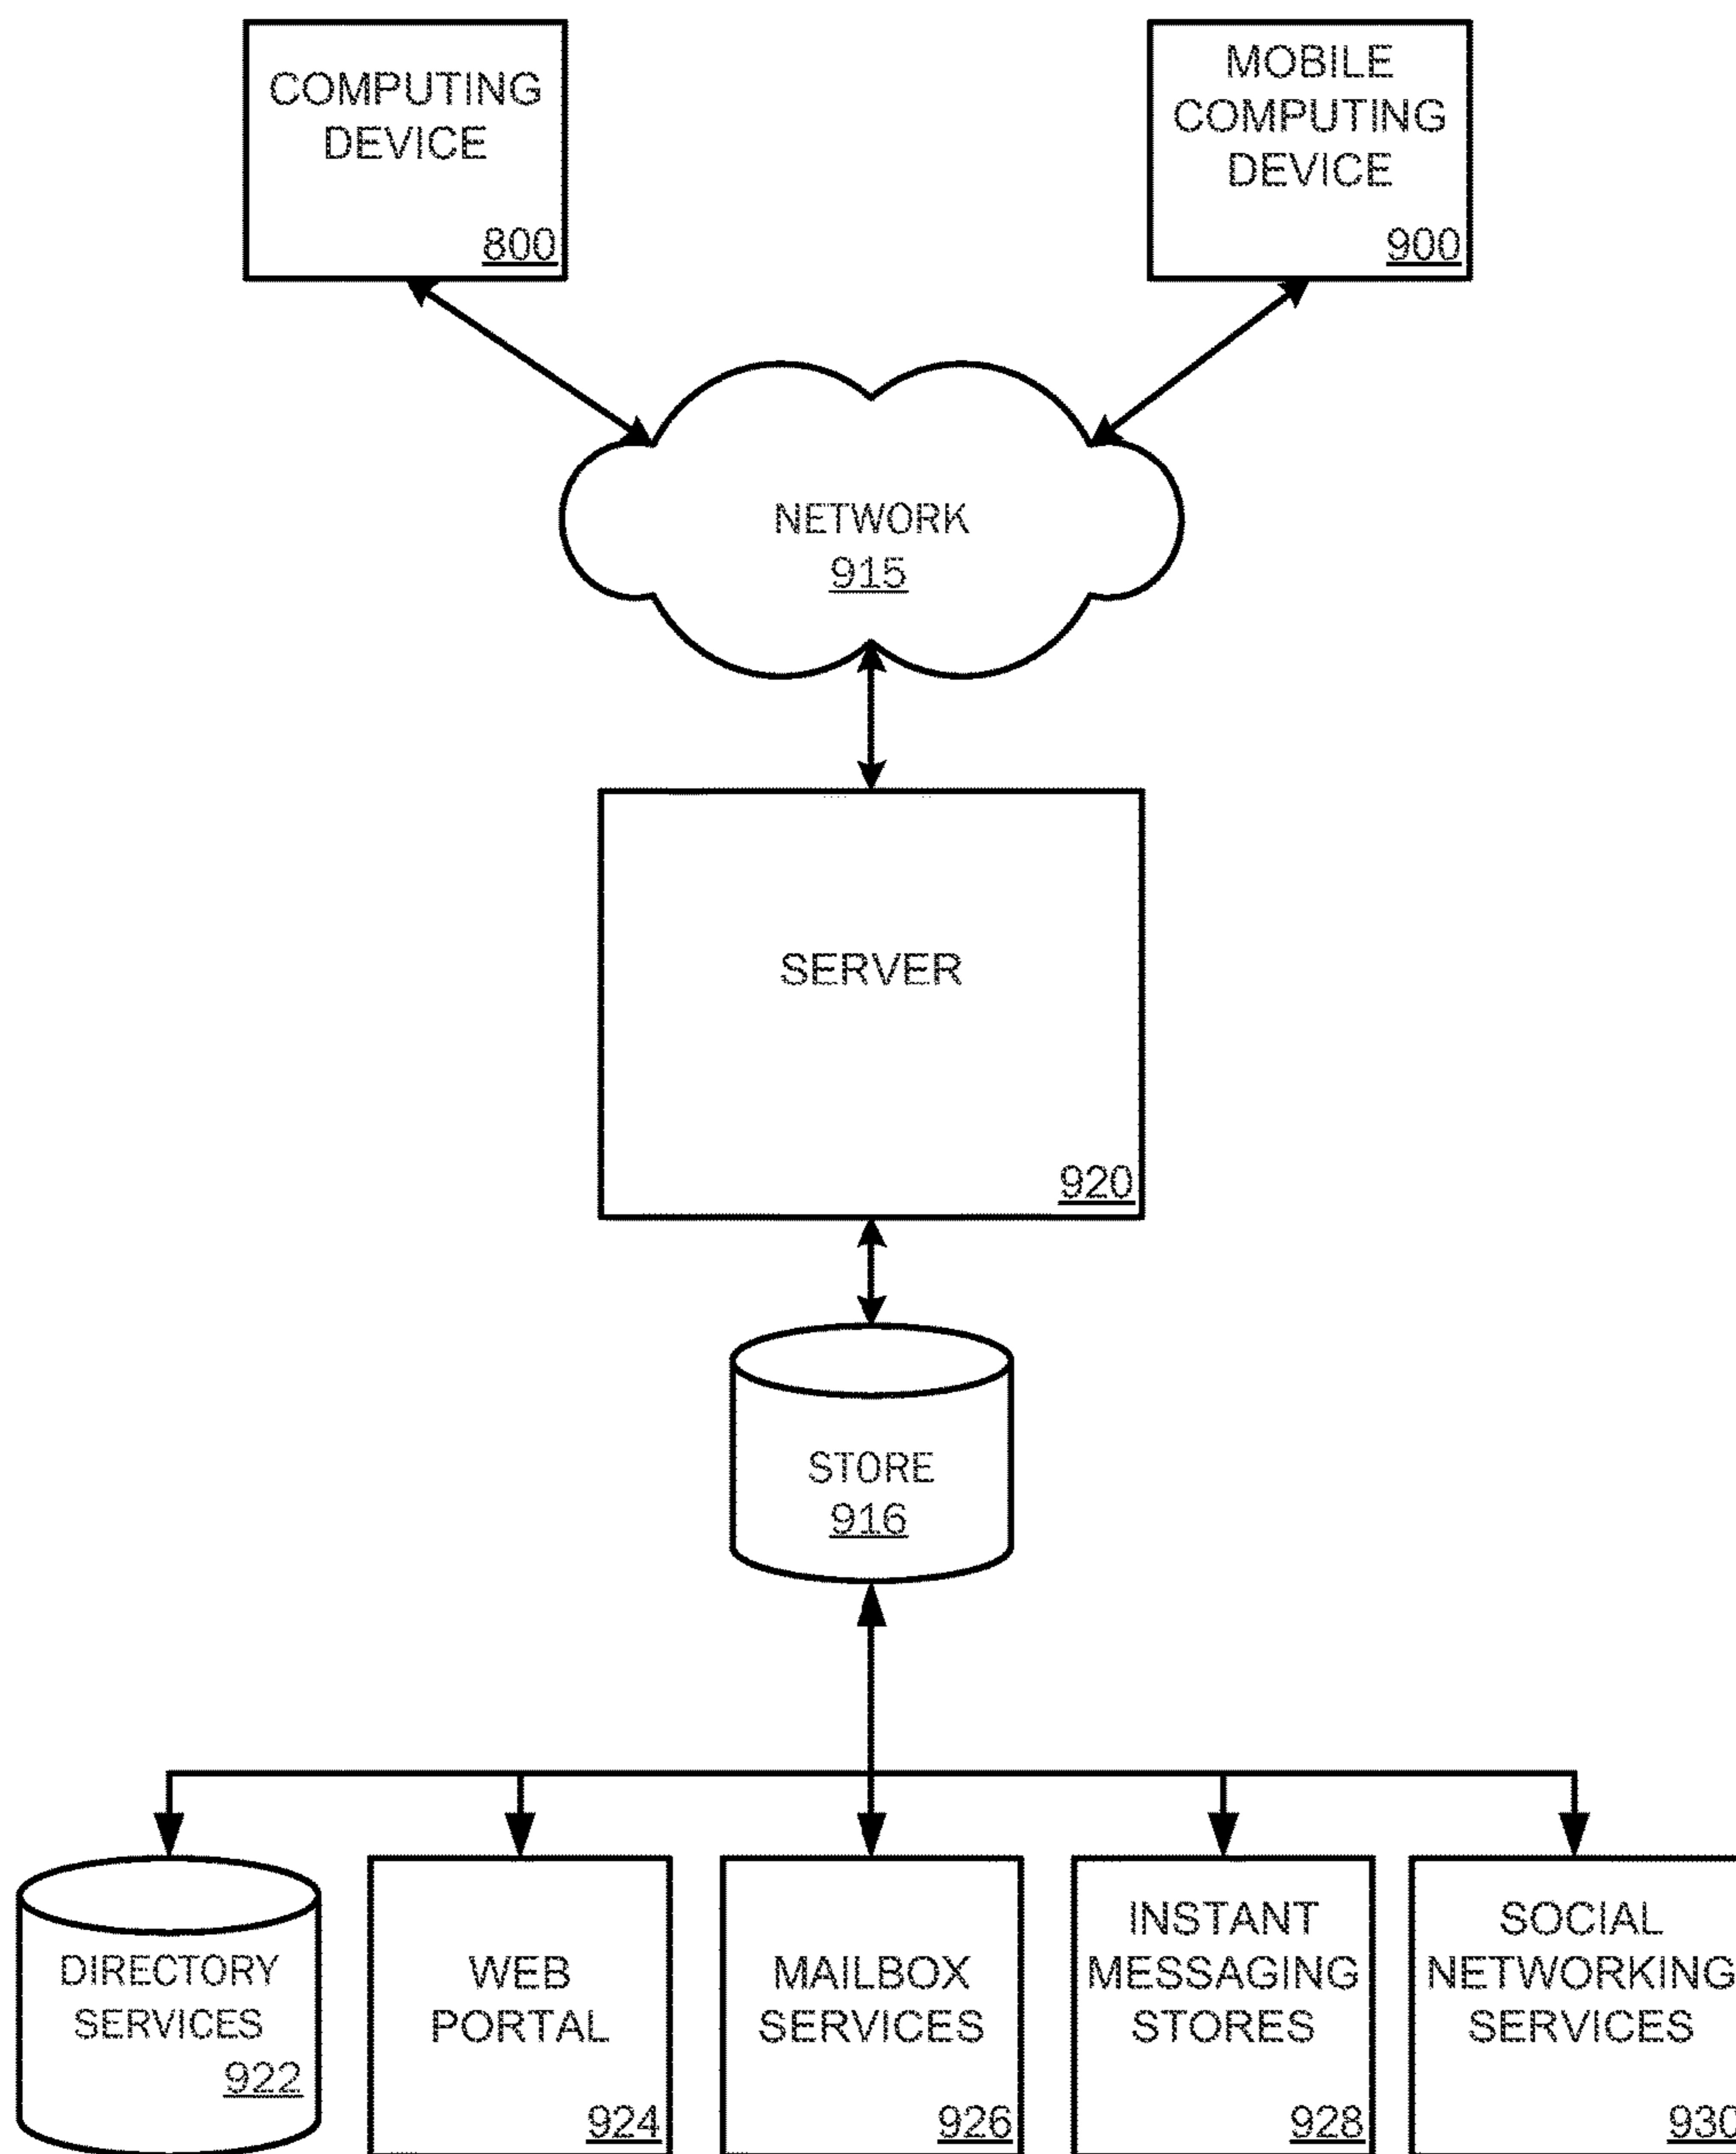 COMPUTING
DEVICE
800
MOBILE
COMPUTING
DEVICE
900
NETWORK
915
SERVER
920
STORE
916
DIRECTORY
SERVICES
922
WEB
PORTAL
924
MAILBOX
SERVICES
926
INSTANT
MESSAGING
STORES
928
SOCIAL
NETWORKING
SERVICES
930